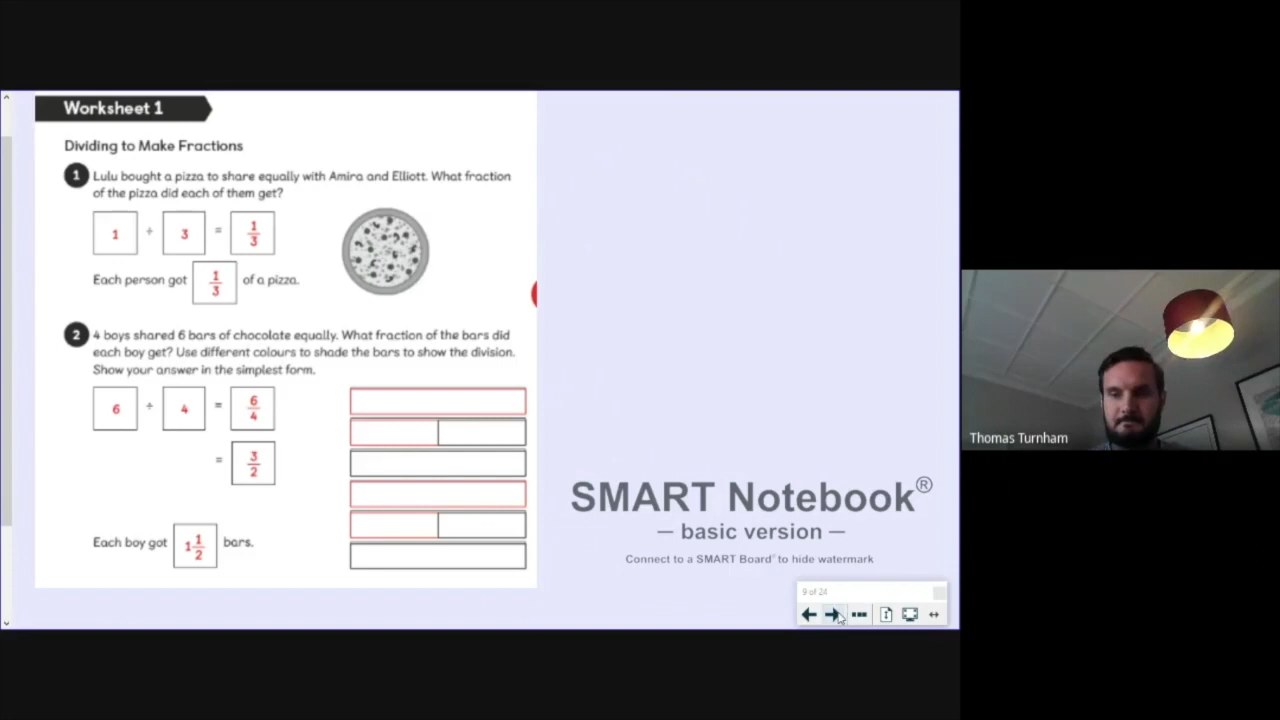 Worksheet 1
Dividing to Make Fractions
1 Lulu bought a pizza to share equally with Amira and Elliott. What fraction
of the pizza did each of them get?
1 ÷ 3 = 1/3
Each person got 1/3 of a pizza.
2 4 boys shared 6 bars of chocolate equally. What fraction of the bars did
each boy get? Use different colours to shade the bars to show the division.
Show your answer in the simplest form.
6 ÷ 4 = 6/4
= 3/2
Each boy got 1 1/2 bars.
SMART Notebook®
— basic version —
Connect to a SMART Board® to hide watermark
9 of 24
Thomas Turnham